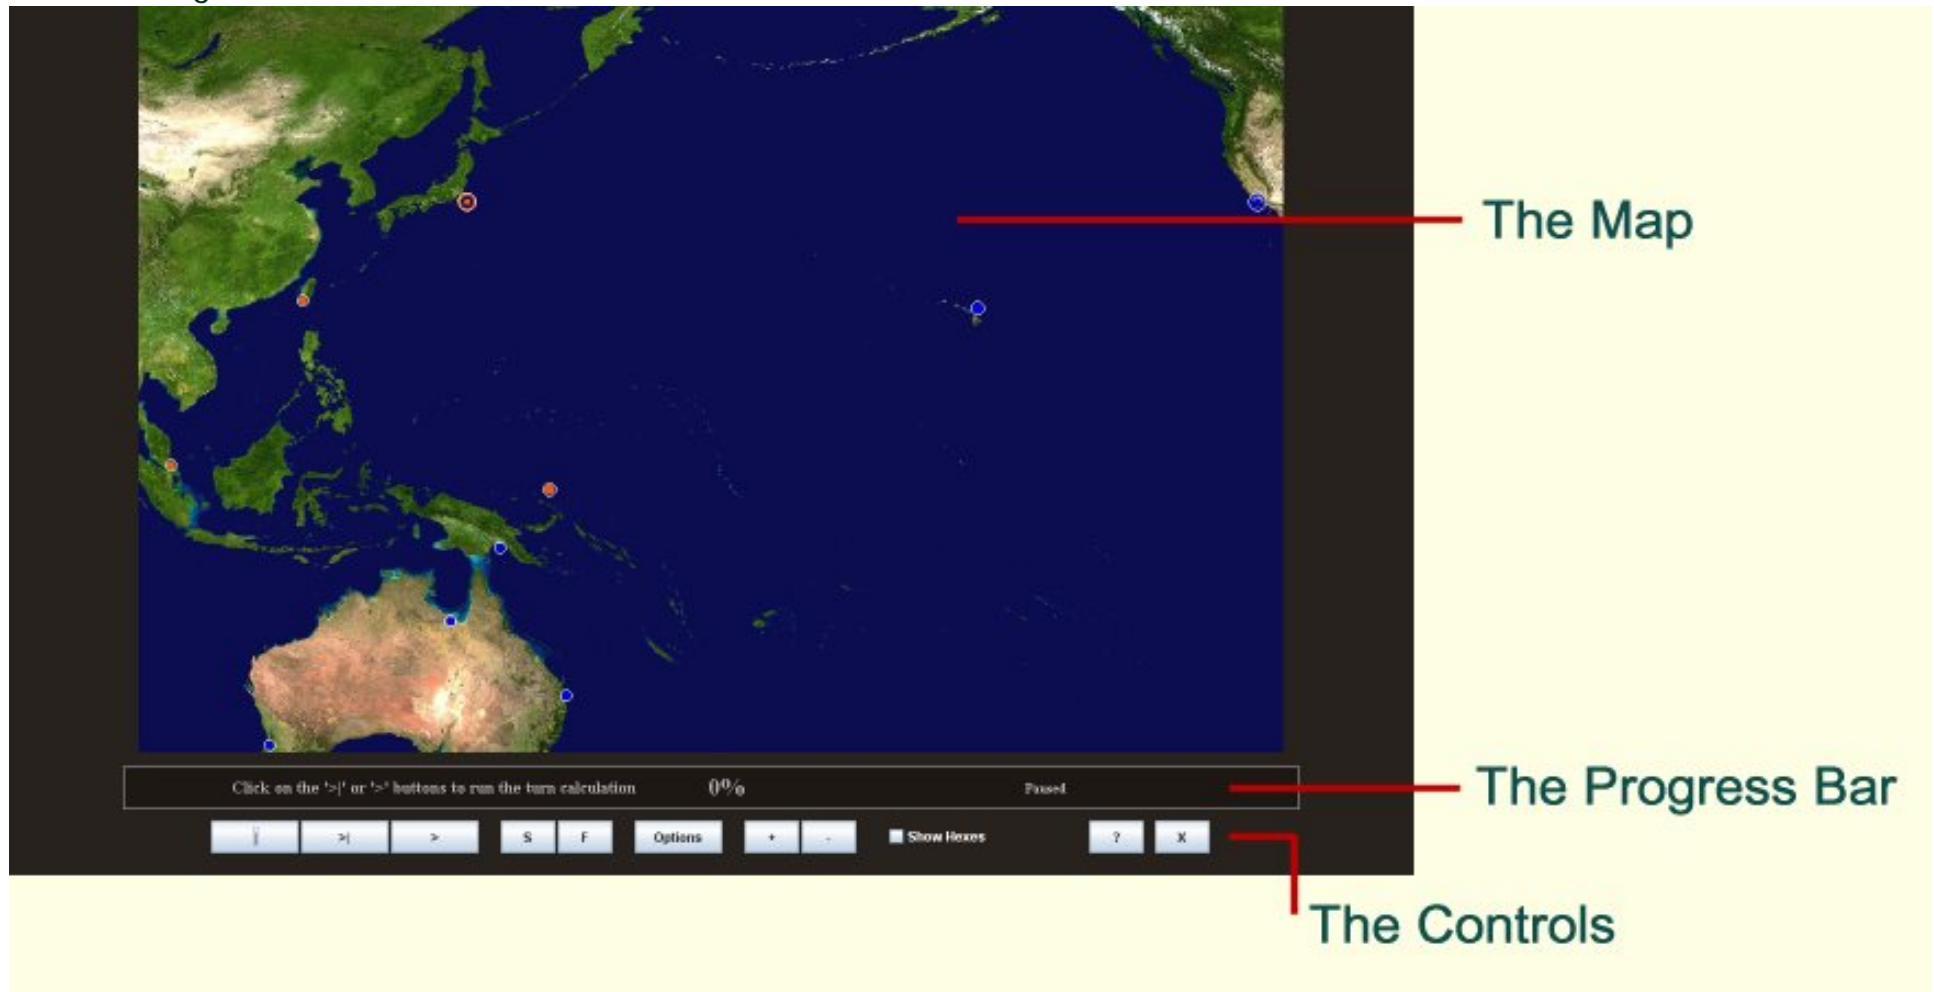 The Map
Click on the '>|' or '>' buttons to run the turn calculation 0% Paused
The Progress Bar
| >| > S F Options + - Show Hexes ? X
The Controls